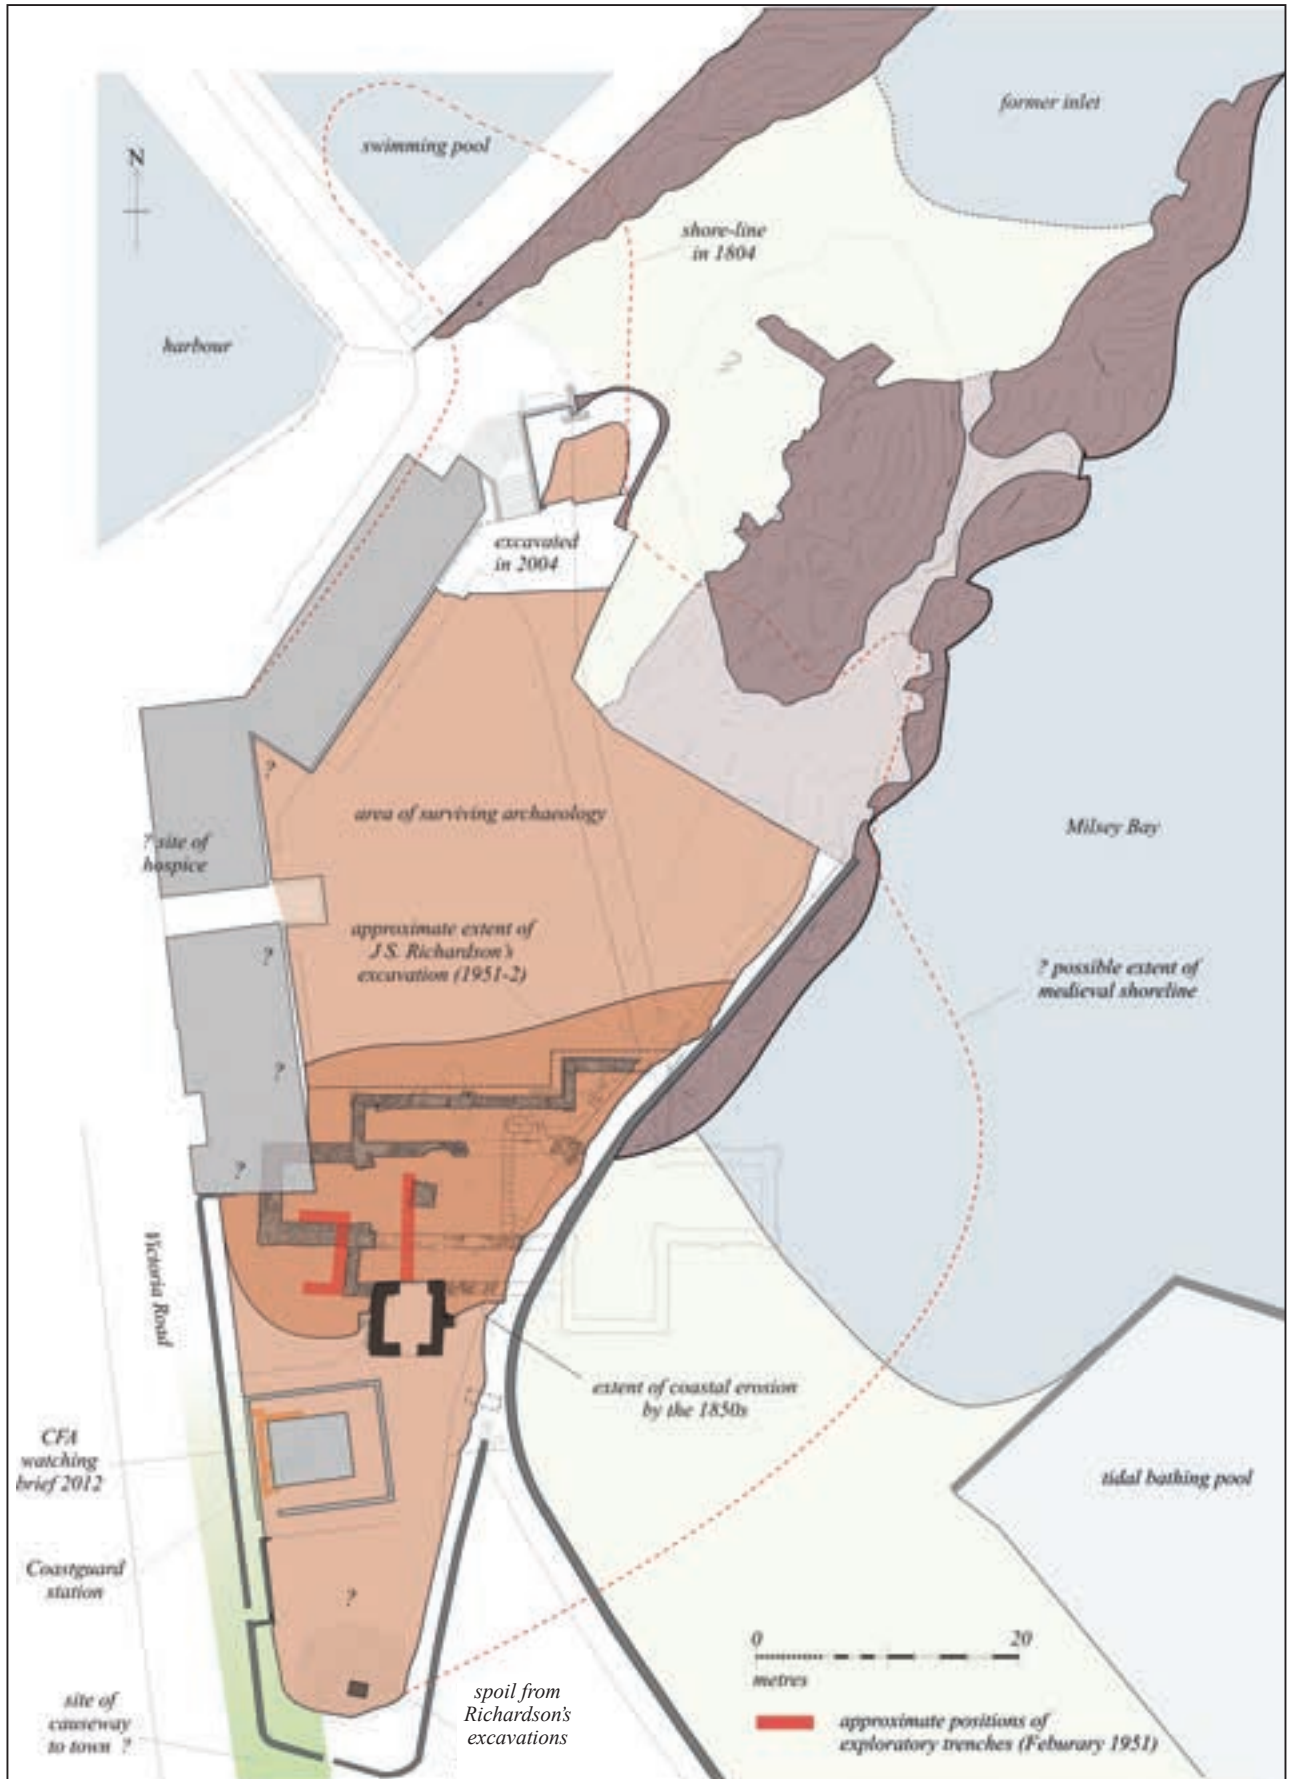 former inlet
swimming pool
N
shore-line
in 1804
harbour
excavated
in 2004
?
area of surviving archaeology
Milsey Bay
? site of
hospice
approximate extent of
J S. Richardson's
excavation (1951-2)
?
? possible extent of
medieval shoreline
?
?
Victoria Road
extent of coastal erosion
by the 1850s
CFA
watching
brief 2012
tidal bathing pool
Coastguard
station
?
0 20
metres
site of
causeway
to town ?
spoil from
Richardson's
excavations
approximate positions of
exploratory trenches (Feburary 1951)